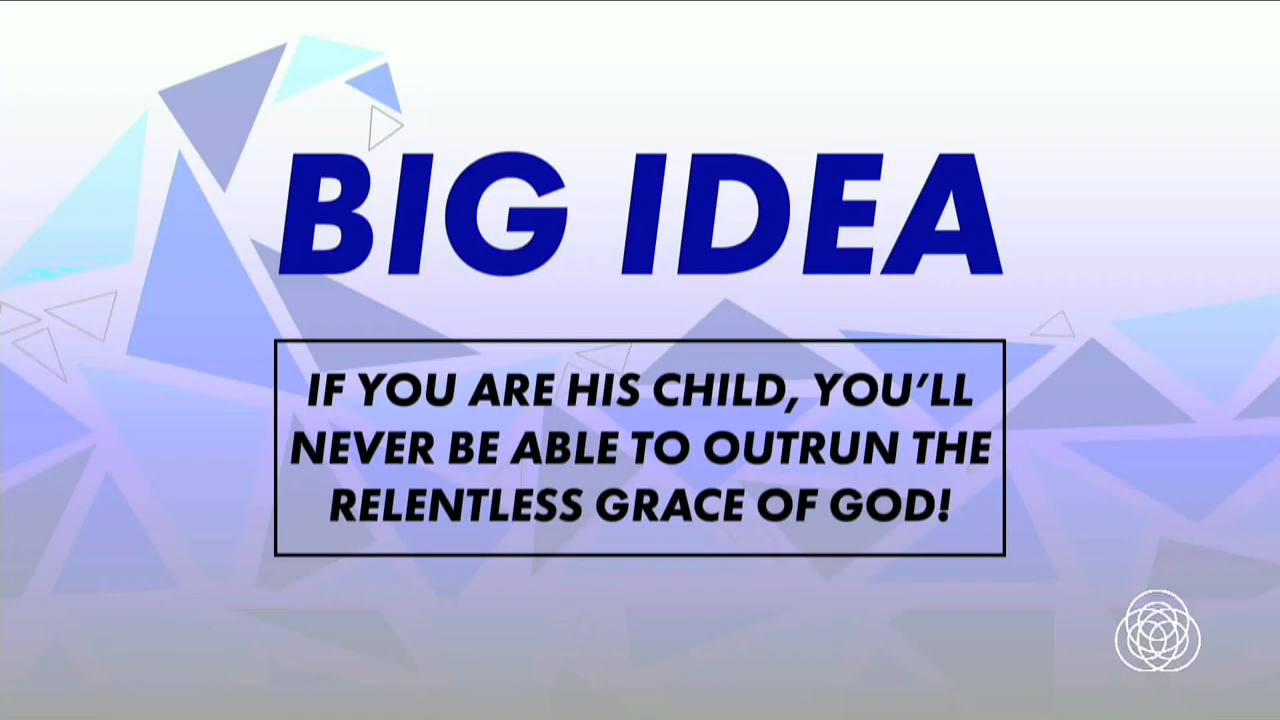 BIG IDEA
IF YOU ARE HIS CHILD, YOU’LL
NEVER BE ABLE TO OUTRUN THE
RELENTLESS GRACE OF GOD!